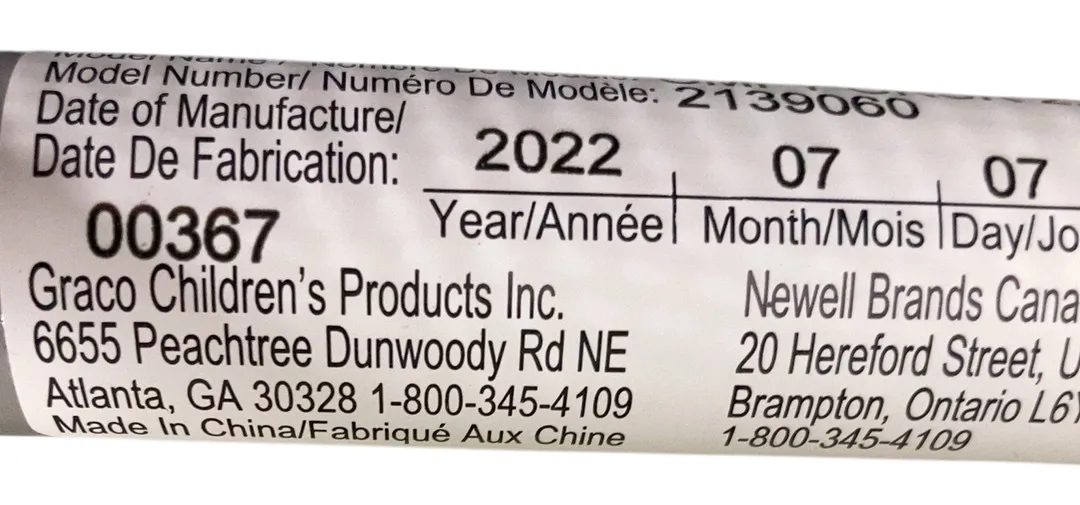 Model Number/ Numéro De Modèle: 2139060
Date of Manufacture/
Date De Fabrication:
2022 07 07
Year/Année Month/Mois Day/Jo
00367
Graco Children's Products Inc.
6655 Peachtree Dunwoody Rd NE
Atlanta, GA 30328 1-800-345-4109
Made In China/Fabriqué Aux Chine
Newell Brands Cana
20 Hereford Street, U
Brampton, Ontario L6Y
1-800-345-4109